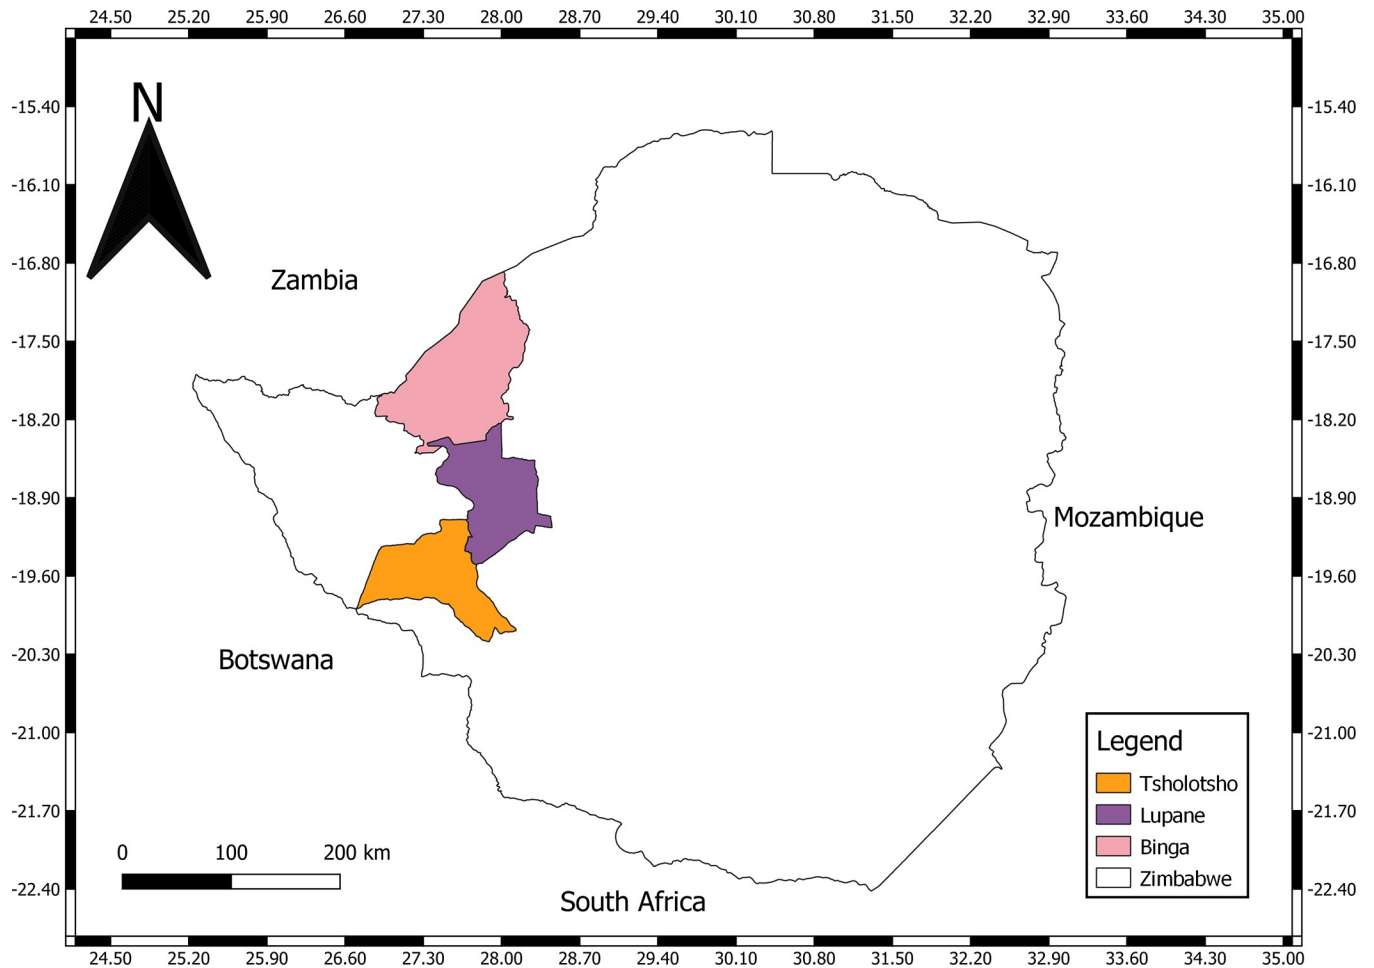 24.50 25.20 25.90 26.60 27.30 28.00 28.70 29.40 30.10 30.80 31.50 32.20 32.90 33.60 34.30 35.00
N
-15.40 -15.40
-16.10 -16.10
-16.80 -16.80
Zambia
-17.50 -17.50
-18.20 -18.20
-18.90 -18.90
Mozambique
-19.60 -19.60
-20.30 -20.30
Botswana
-21.00 -21.00
Legend
Tsholotsho
-21.70 -21.70
Lupane
Binga
Zimbabwe
0 100 200 km
-22.40 -22.40
South Africa
24.50 25.20 25.90 26.60 27.30 28.00 28.70 29.40 30.10 30.80 31.50 32.20 32.90 33.60 34.30 35.00